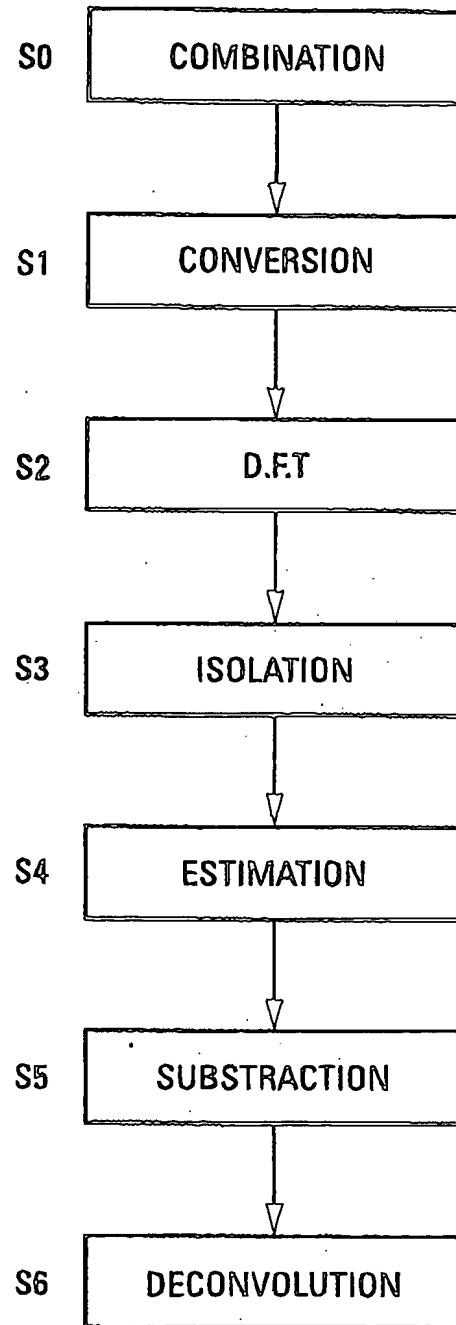 S0 COMBINATION
S1 CONVERSION
S2 D.F.T
S3 ISOLATION
S4 ESTIMATION
S5 SUBSTRACTION
S6 DECONVOLUTION